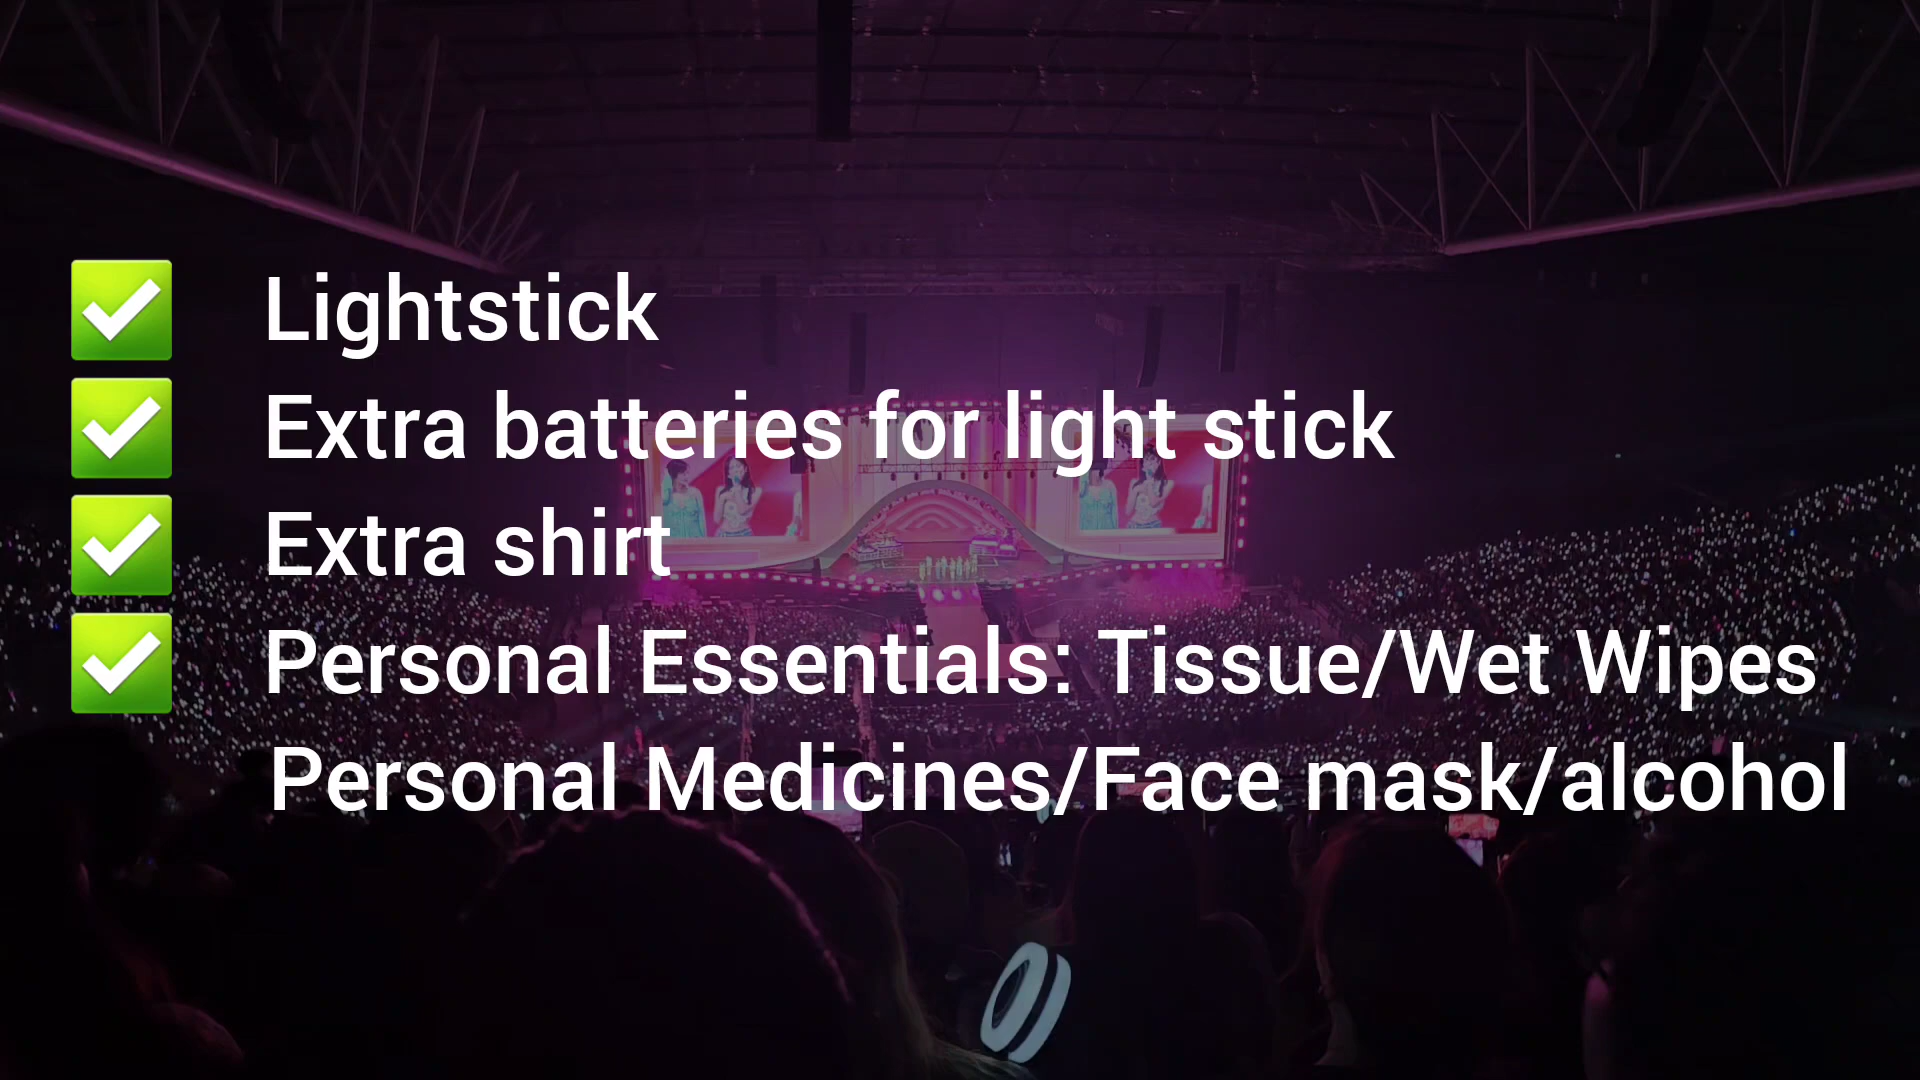 ✅ Lightstick
✅ Extra batteries for light stick
✅ Extra shirt
✅ Personal Essentials: Tissue/Wet Wipes
Personal Medicines/Face mask/alcohol